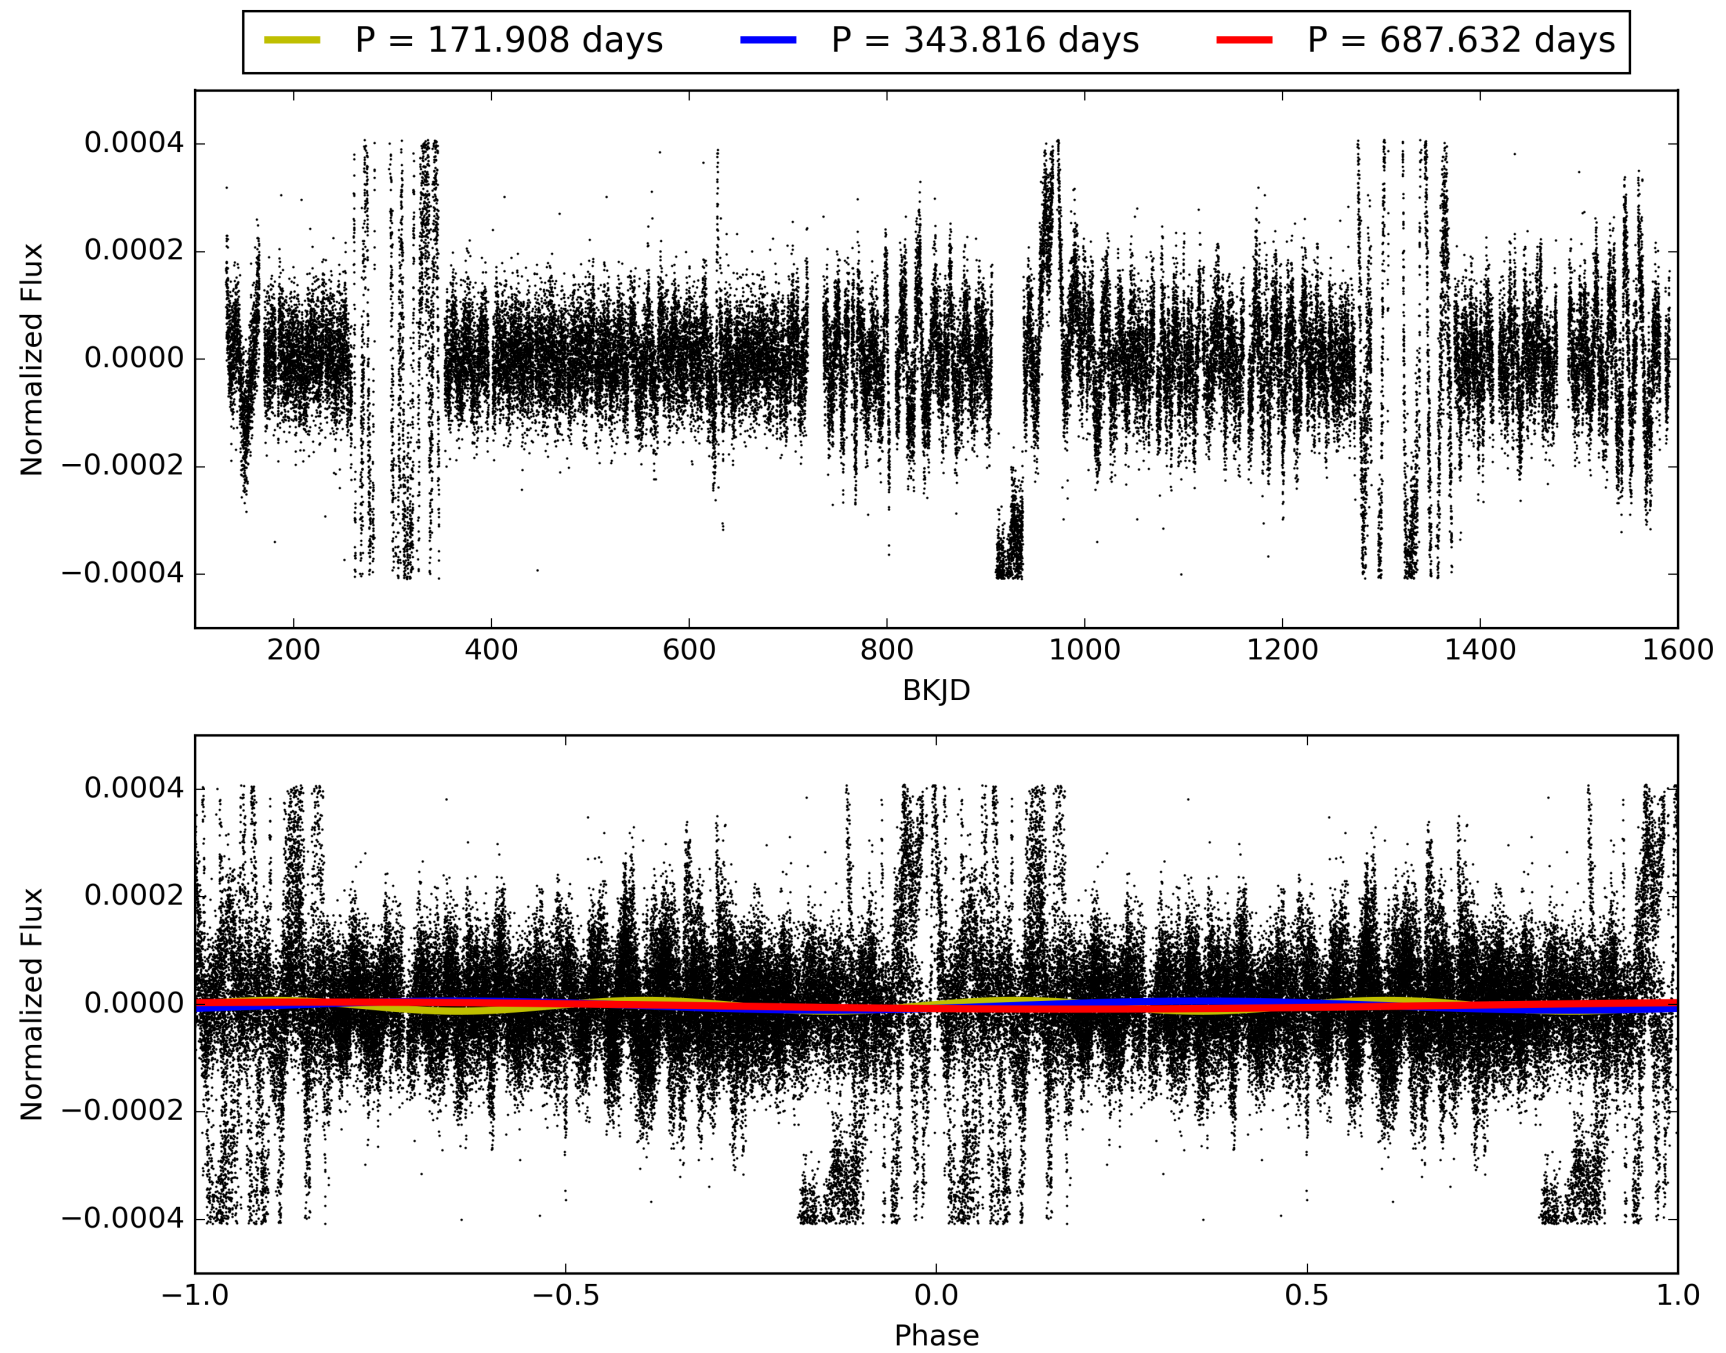 P = 171.908 days P = 343.816 days P = 687.632 days
0.0004
0.0002
0.0000
−0.0002
−0.0004
Normalized Flux
200 400 600 800 1000 1200 1400 1600
BKJD
0.0004
0.0002
0.0000
−0.0002
−0.0004
Normalized Flux
−1.0 −0.5 0.0 0.5 1.0
Phase